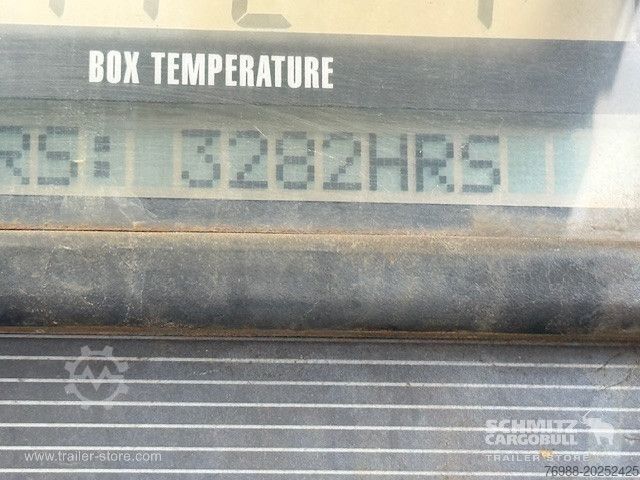 BOX TEMPERATURE
RS: 3282HRS
SCHMITZ
CARGOBULL
TRAILER STORE
www.trailer-store.com
76988-20252425